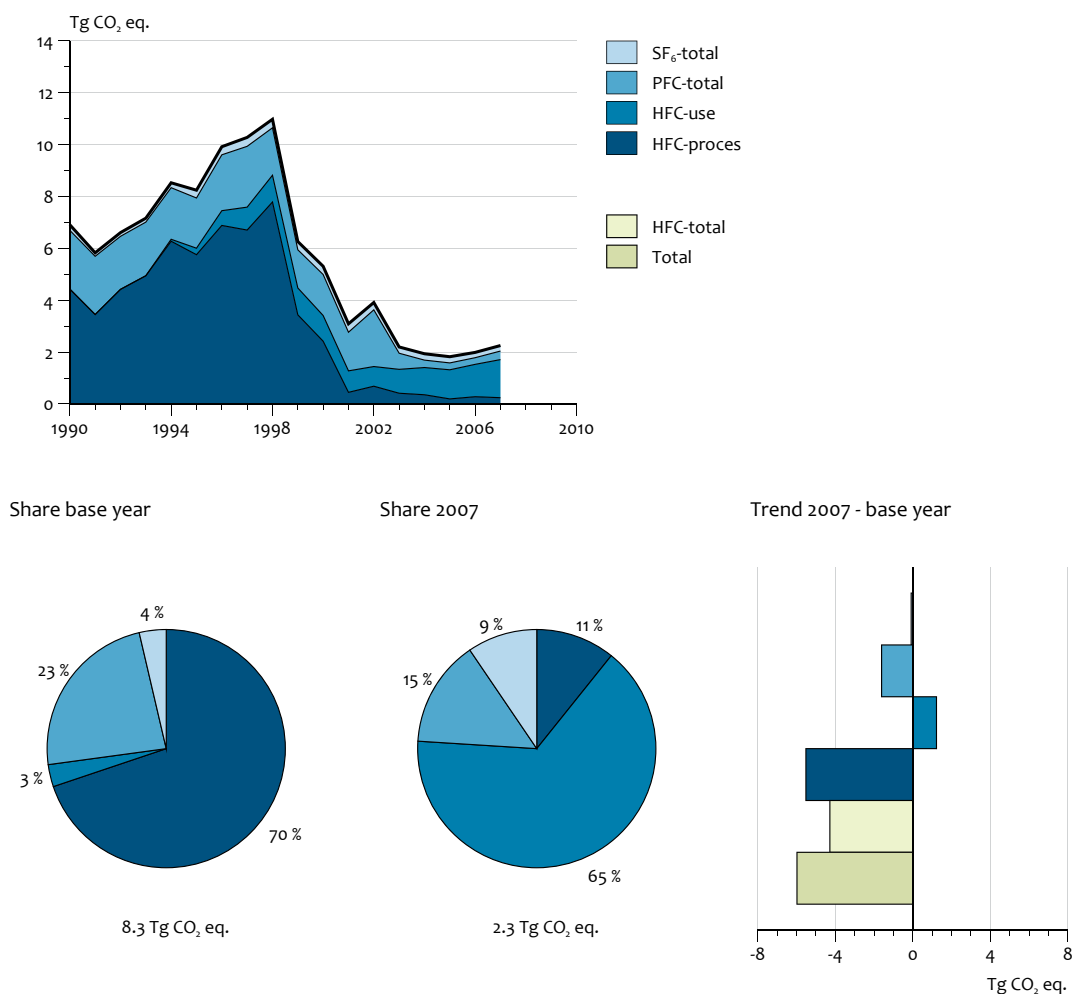 Tg CO₂ eq.
14
12
10
8
6
4
2
0
1990 1994 1998 2002 2006 2010
SF₆-total
PFC-total
HFC-use
HFC-proces
HFC-total
Total
Share base year
4 %
23 %
3 %
70 %
8.3 Tg CO₂ eq.
Share 2007
9 %
11 %
15 %
65 %
2.3 Tg CO₂ eq.
Trend 2007 - base year
-8 -4 0 4 8
Tg CO₂ eq.